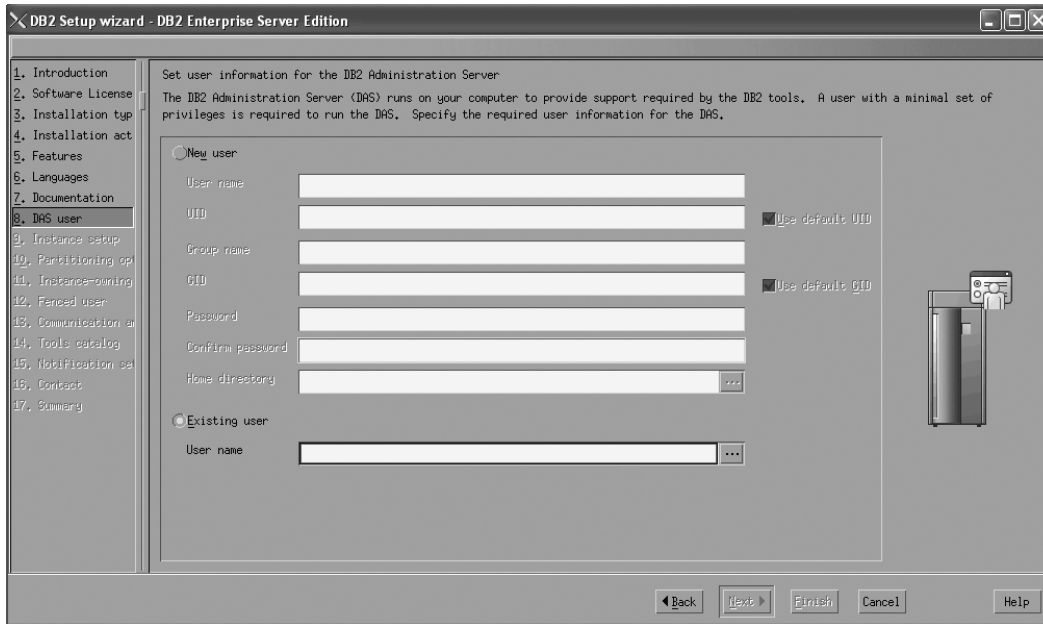 DB2 Setup wizard - DB2 Enterprise Server Edition
1. Introduction
2. Software License
3. Installation typ
4. Installation act
5. Features
6. Languages
7. Documentation
8. DAS user
9. Instance setup
10. Partitioning opt
11. Instance-owning
12. Fenced user
13. Communication an
14. Tools catalog
15. Notification set
16. Contact
17. Summary
Set user information for the DB2 Administration Server
The DB2 Administration Server (DAS) runs on your computer to provide support required by the DB2 tools. A user with a minimal set of
privileges is required to run the DAS. Specify the required user information for the DAS.
New user
User name
UID
Use default UID
Group name
GID
Use default GID
Password
Confirm password
Home directory
...
Existing user
User name
...
Back
Next
Finish
Cancel
Help